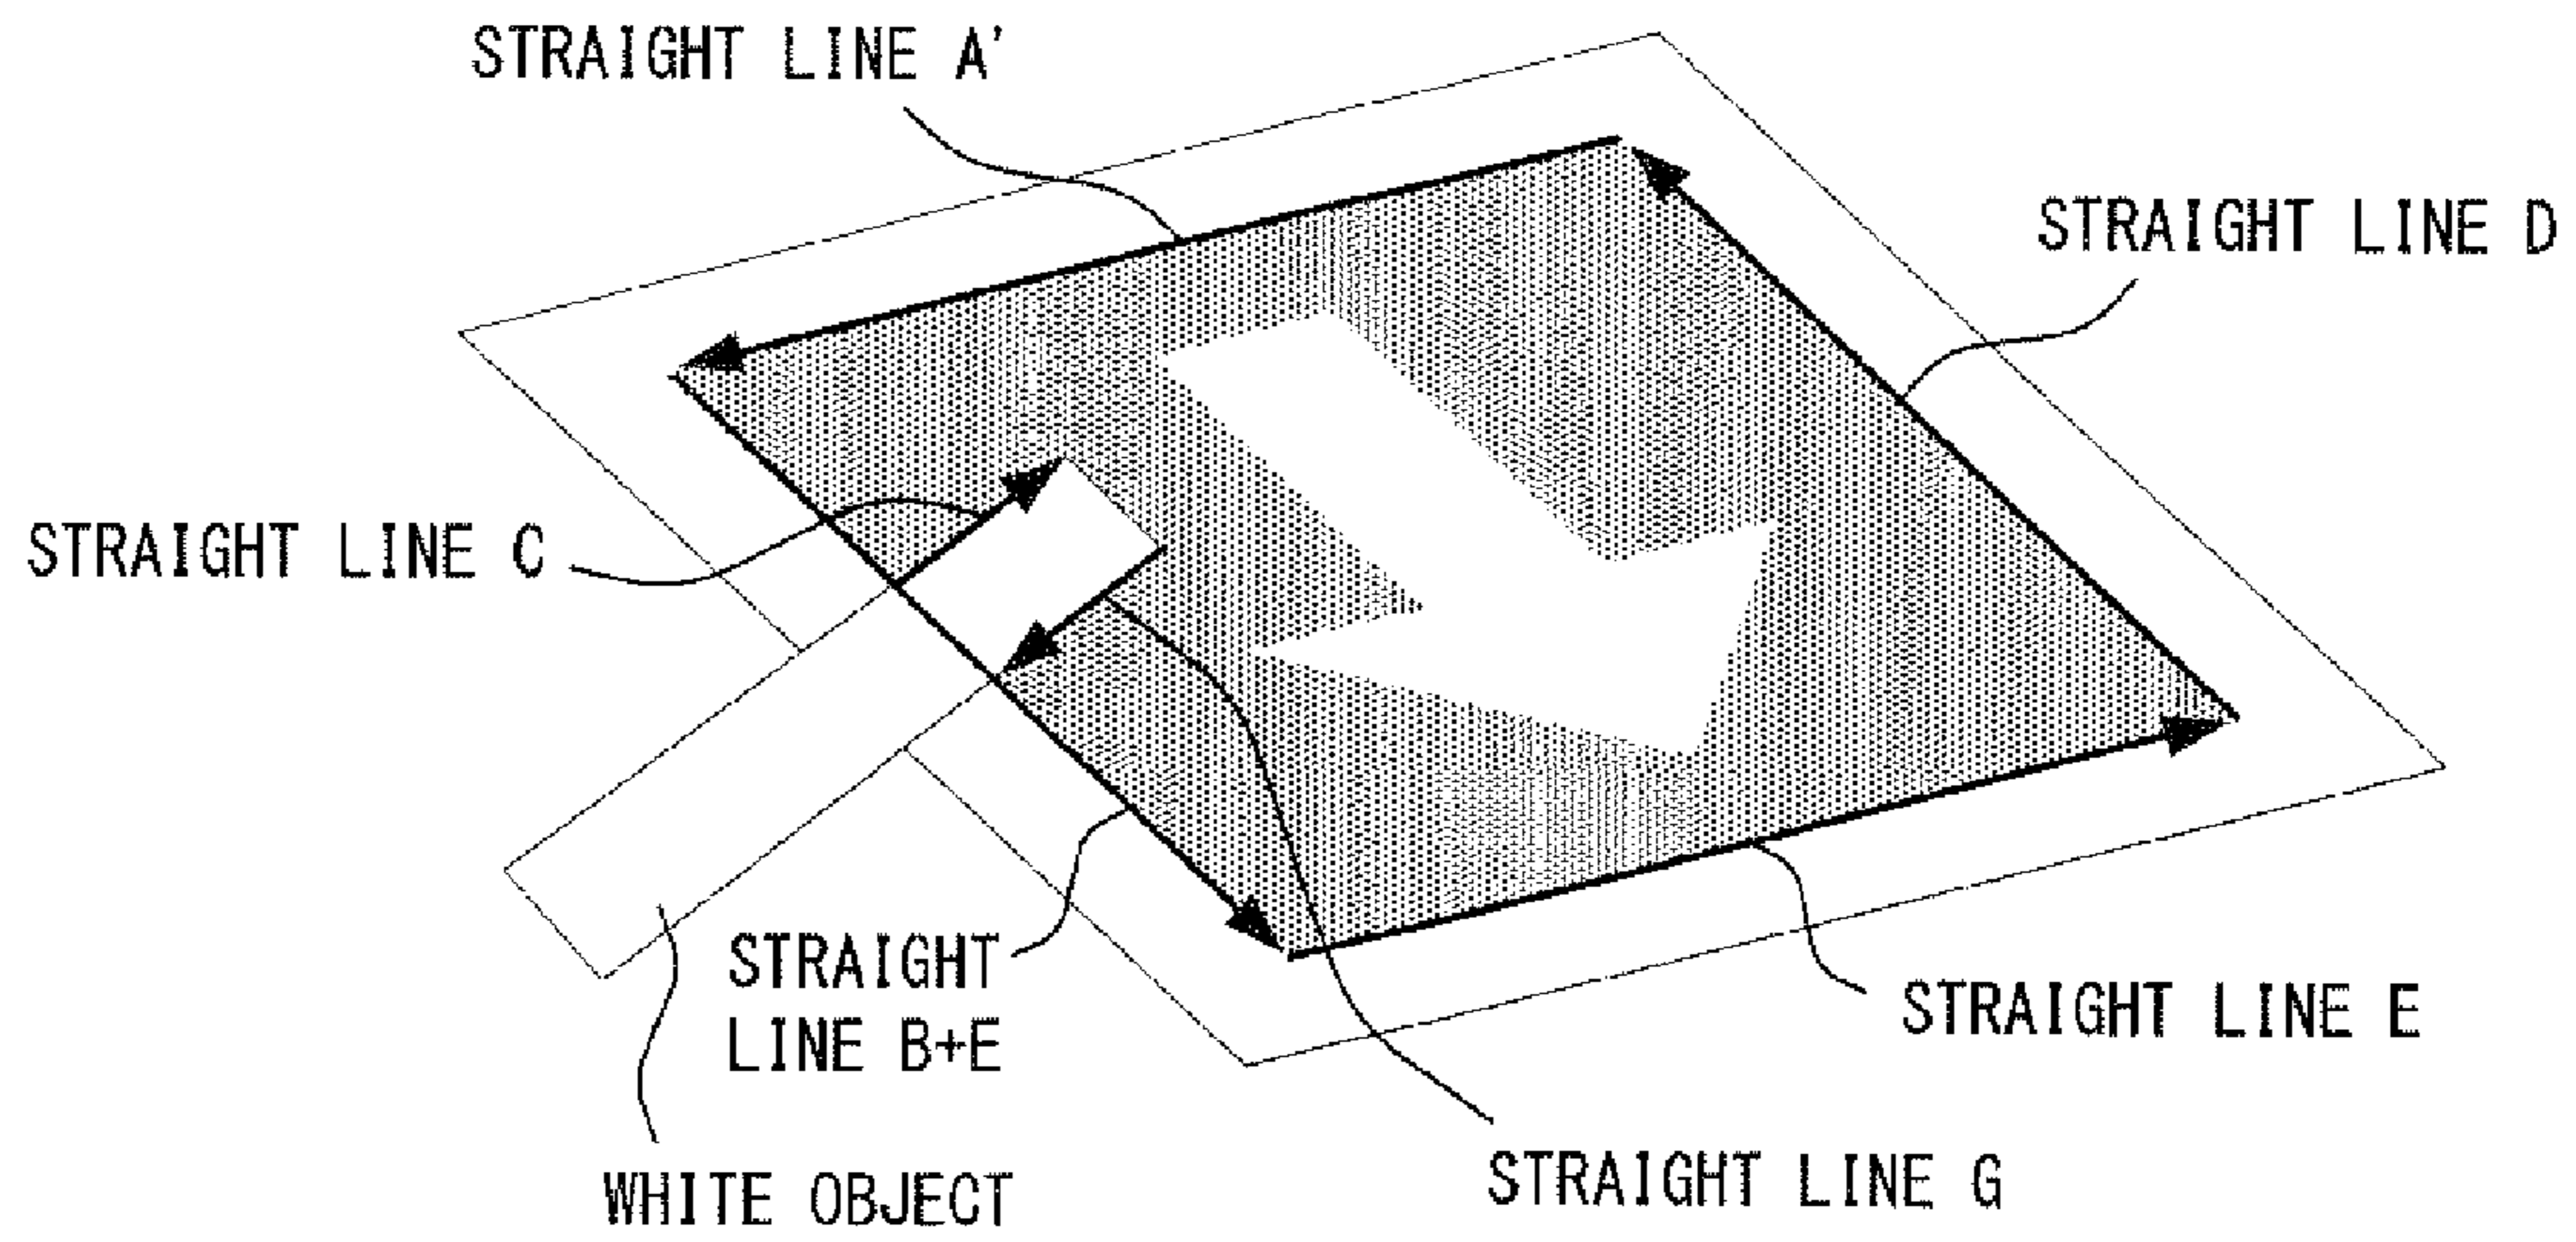 STRAIGHT LINE A'
STRAIGHT LINE D
STRAIGHT LINE C
STRAIGHT
LINE B+E
STRAIGHT LINE E
STRAIGHT LINE G
WHITE OBJECT